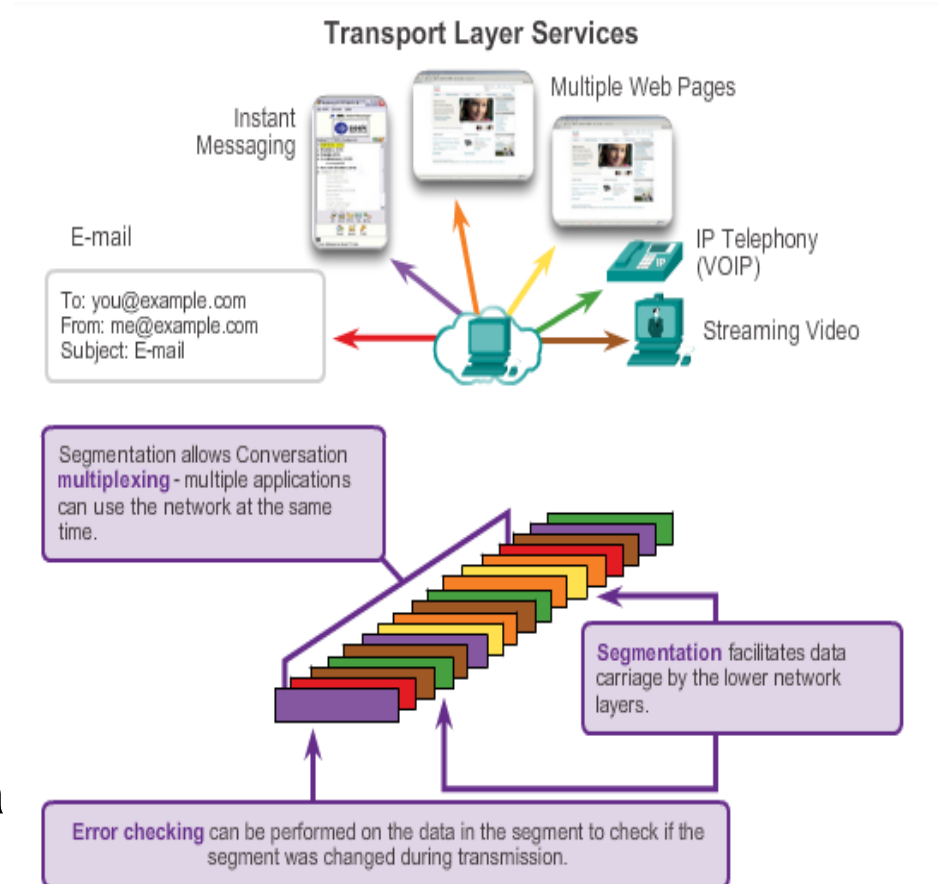 Transport Layer Services
Instant
Messaging
Multiple Web Pages
E-mail
To: you@example.com
From: me@example.com
Subject: E-mail
IP Telephony
(VOIP)
IP
Streaming Video
Segmentation allows Conversation
multiplexing - multiple applications
can use the network at the same
time.
Segmentation facilitates data
carriage by the lower network
layers.
Error checking can be performed on the data in the segment to check if the
segment was changed during transmission.